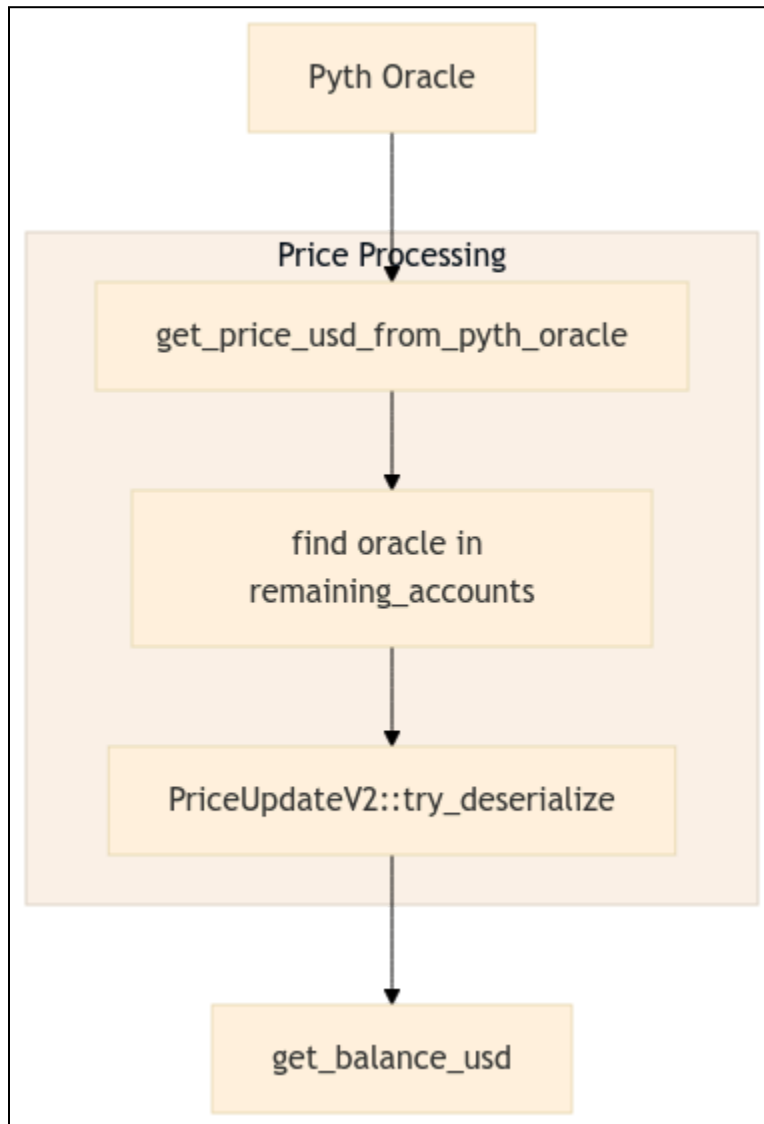 Pyth Oracle
Price Processing
get_price_usd_from_pyth_oracle
find oracle in
remaining_accounts
PriceUpdateV2::try_deserialize
get_balance_usd